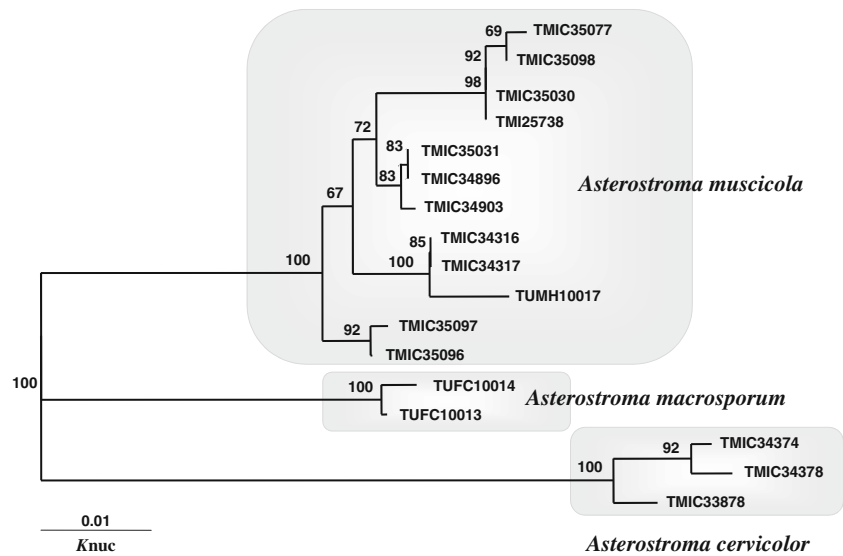 69
TMIC35077
92
TMIC35098
98
TMIC35030
TMI25738
72
83
TMIC35031
83
TMIC34896
Asterostroma muscicola
67
TMIC34903
85
TMIC34316
100
100
TMIC34317
TUMH10017
92
TMIC35097
TMIC35096
100
100
TUFC10014
Asterostroma macrosporum
TUFC10013
92
TMIC34374
100
TMIC34378
TMIC33878
0.01
Knuc
Asterostroma cervicolor